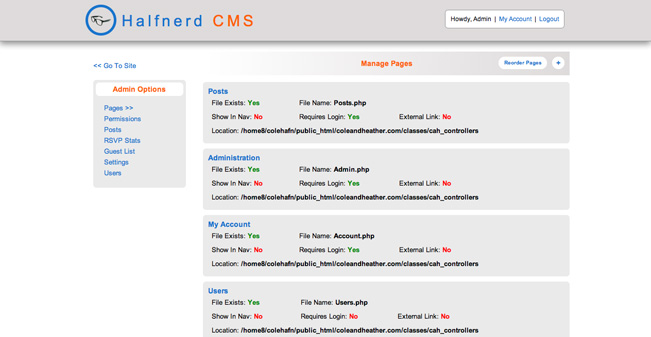 Halfnerd CMS
Howdy, Admin | My Account | Logout
<< Go To Site
Manage Pages
Reorder Pages +
Admin Options
Pages >>
Permissions
Posts
RSVP Stats
Guest List
Settings
Users
Posts
File Exists: Yes File Name: Posts.php
Show In Nav: No Requires Login: Yes External Link: No
Location: /home8/colehafn/public_html/coleandheather.com/classes/cah_controllers
Administration
File Exists: Yes File Name: Admin.php
Show In Nav: No Requires Login: Yes External Link: No
Location: /home8/colehafn/public_html/coleandheather.com/classes/cah_controllers
My Account
File Exists: Yes File Name: Account.php
Show In Nav: No Requires Login: Yes External Link: No
Location: /home8/colehafn/public_html/coleandheather.com/classes/cah_controllers
Users
File Exists: Yes File Name: Users.php
Show In Nav: No Requires Login: No External Link: No
Location: /home8/colehafn/public_html/coleandheather.com/classes/cah_controllers